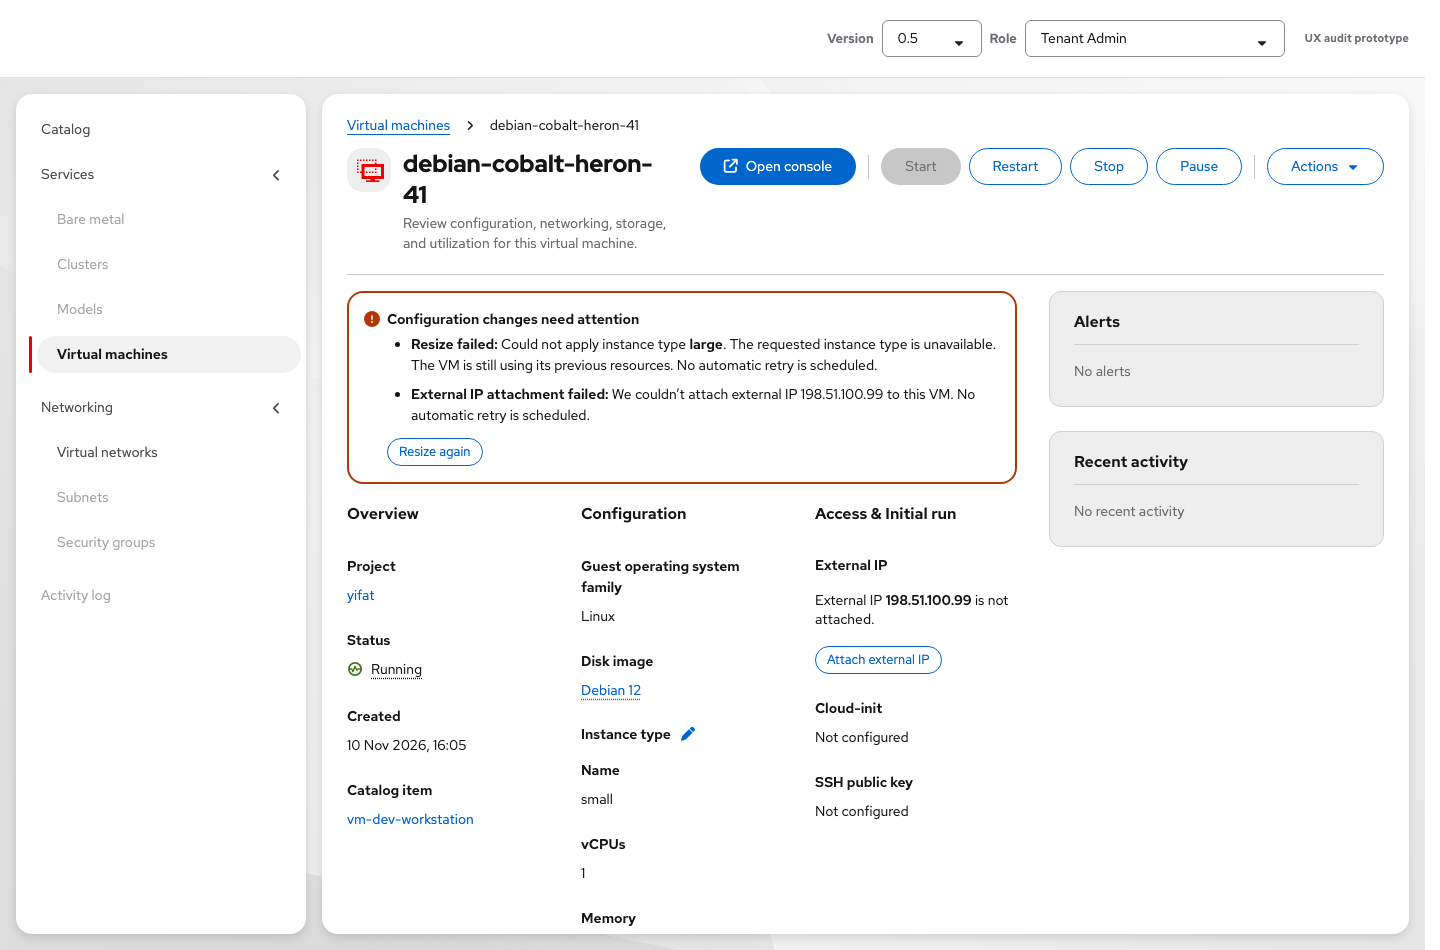 Version 0.5 Role Tenant Admin UX audit prototype
Catalog
Services
Bare metal
Clusters
Models
Virtual machines
Networking
Virtual networks
Subnets
Security groups
Activity log
Virtual machines > debian-cobalt-heron-41
debian-cobalt-heron-
41
Review configuration, networking, storage,
and utilization for this virtual machine.
Open console Start Restart Stop Pause Actions
Configuration changes need attention
• Resize failed: Could not apply instance type large. The requested instance type is unavailable.
The VM is still using its previous resources. No automatic retry is scheduled.
• External IP attachment failed: We couldn’t attach external IP 198.51.100.99 to this VM. No
automatic retry is scheduled.
Resize again
Overview
Project
yifat
Status
Running
Created
10 Nov 2026, 16:05
Catalog item
vm-dev-workstation
Configuration
Guest operating system
family
Linux
Disk image
Debian 12
Instance type
Name
small
vCPUs
1
Memory
Access & Initial run
External IP
External IP 198.51.100.99 is not
attached.
Attach external IP
Cloud-init
Not configured
SSH public key
Not configured
Alerts
No alerts
Recent activity
No recent activity